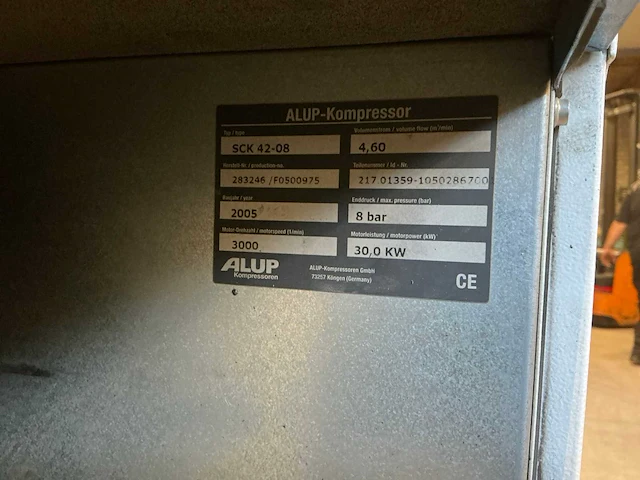 ALUP-Kompressor
Typ / type
SCK 42-08
Volumenstrom / volume flow (m³/min)
4,60
Herstell-Nr / production-no.
283246 /F0500975
Teilenummer / Id - Nr.
217 01359-1050286700
Baujahr / year
2005
Enddruck / max. pressure (bar)
8 bar
Motor-Drehzahl / motorspeed (1/min)
3000
Motorleistung / motorpower (kW)
30,0 KW
ALUP
Kompressoren
ALUP-Kompressoren GmbH
73257 Köngen (Germany)
CE